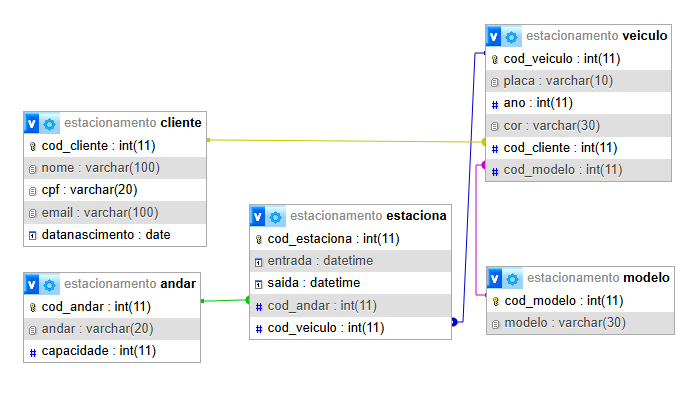 estacionamento cliente
cod_cliente : int(11)
nome : varchar(100)
cpf : varchar(20)
email : varchar(100)
datanascimento : date
estacionamento andar
cod_andar : int(11)
andar : varchar(20)
capacidade : int(11)
estacionamento estaciona
cod_estaciona : int(11)
entrada : datetime
saida : datetime
cod_andar : int(11)
cod_veiculo : int(11)
estacionamento veiculo
cod_veiculo : int(11)
placa : varchar(10)
ano : int(11)
cor : varchar(30)
cod_cliente : int(11)
cod_modelo : int(11)
estacionamento modelo
cod_modelo : int(11)
modelo : varchar(30)